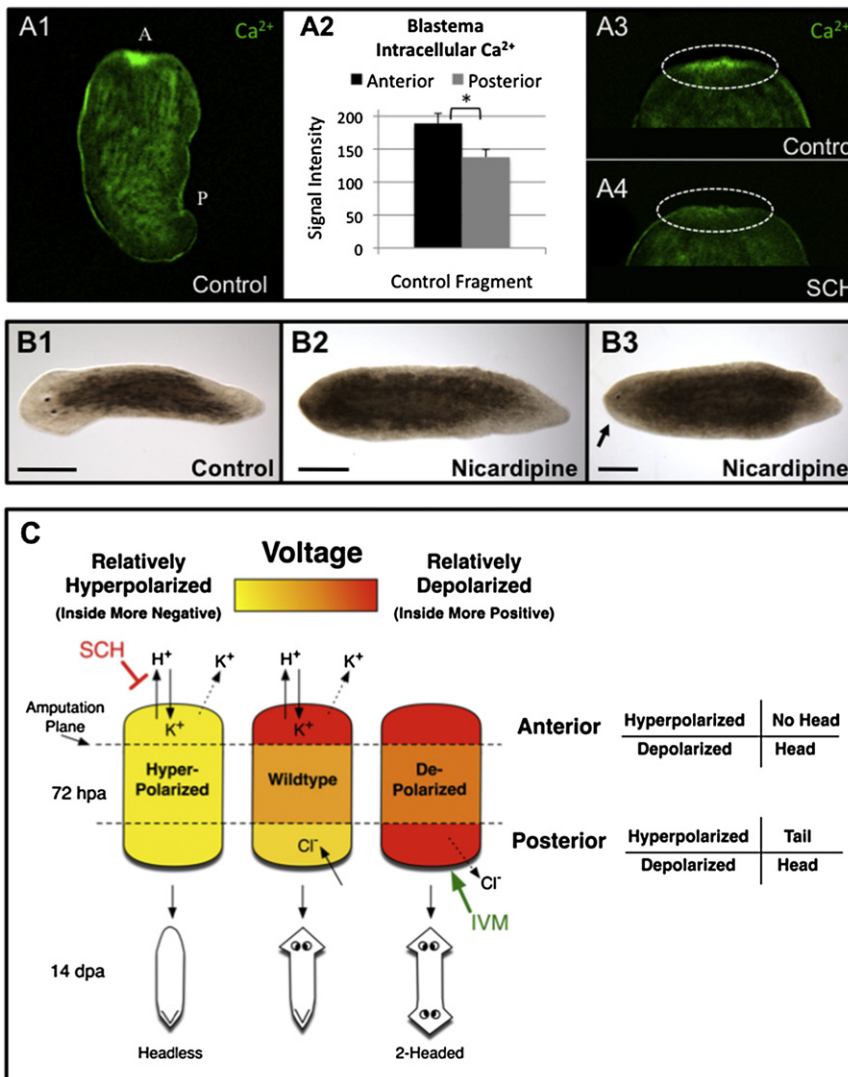 A1
A
Ca²⁺
P
Control
A2
Blastema
Intracellular Ca²⁺
Anterior
Posterior
*
Signal Intensity
200
150
100
50
0
Control Fragment
A3
Ca²⁺
Control
A4
SCH
B1
Control
B2
Nicardipine
B3
Nicardipine
C
Relatively
Hyperpolarized
(Inside More Negative)
Voltage
Relatively
Depolarized
(Inside More Positive)
SCH
H⁺
K⁺
H⁺
K⁺
Amputation
Plane
K⁺
K⁺
72 hpa
Hyper-
Polarized
Wildtype
De-
Polarized
Cl⁻
Cl⁻
IVM
Anterior
Hyperpolarized No Head
Depolarized Head
Posterior
Hyperpolarized Tail
Depolarized Head
14 dpa
Headless
2-Headed